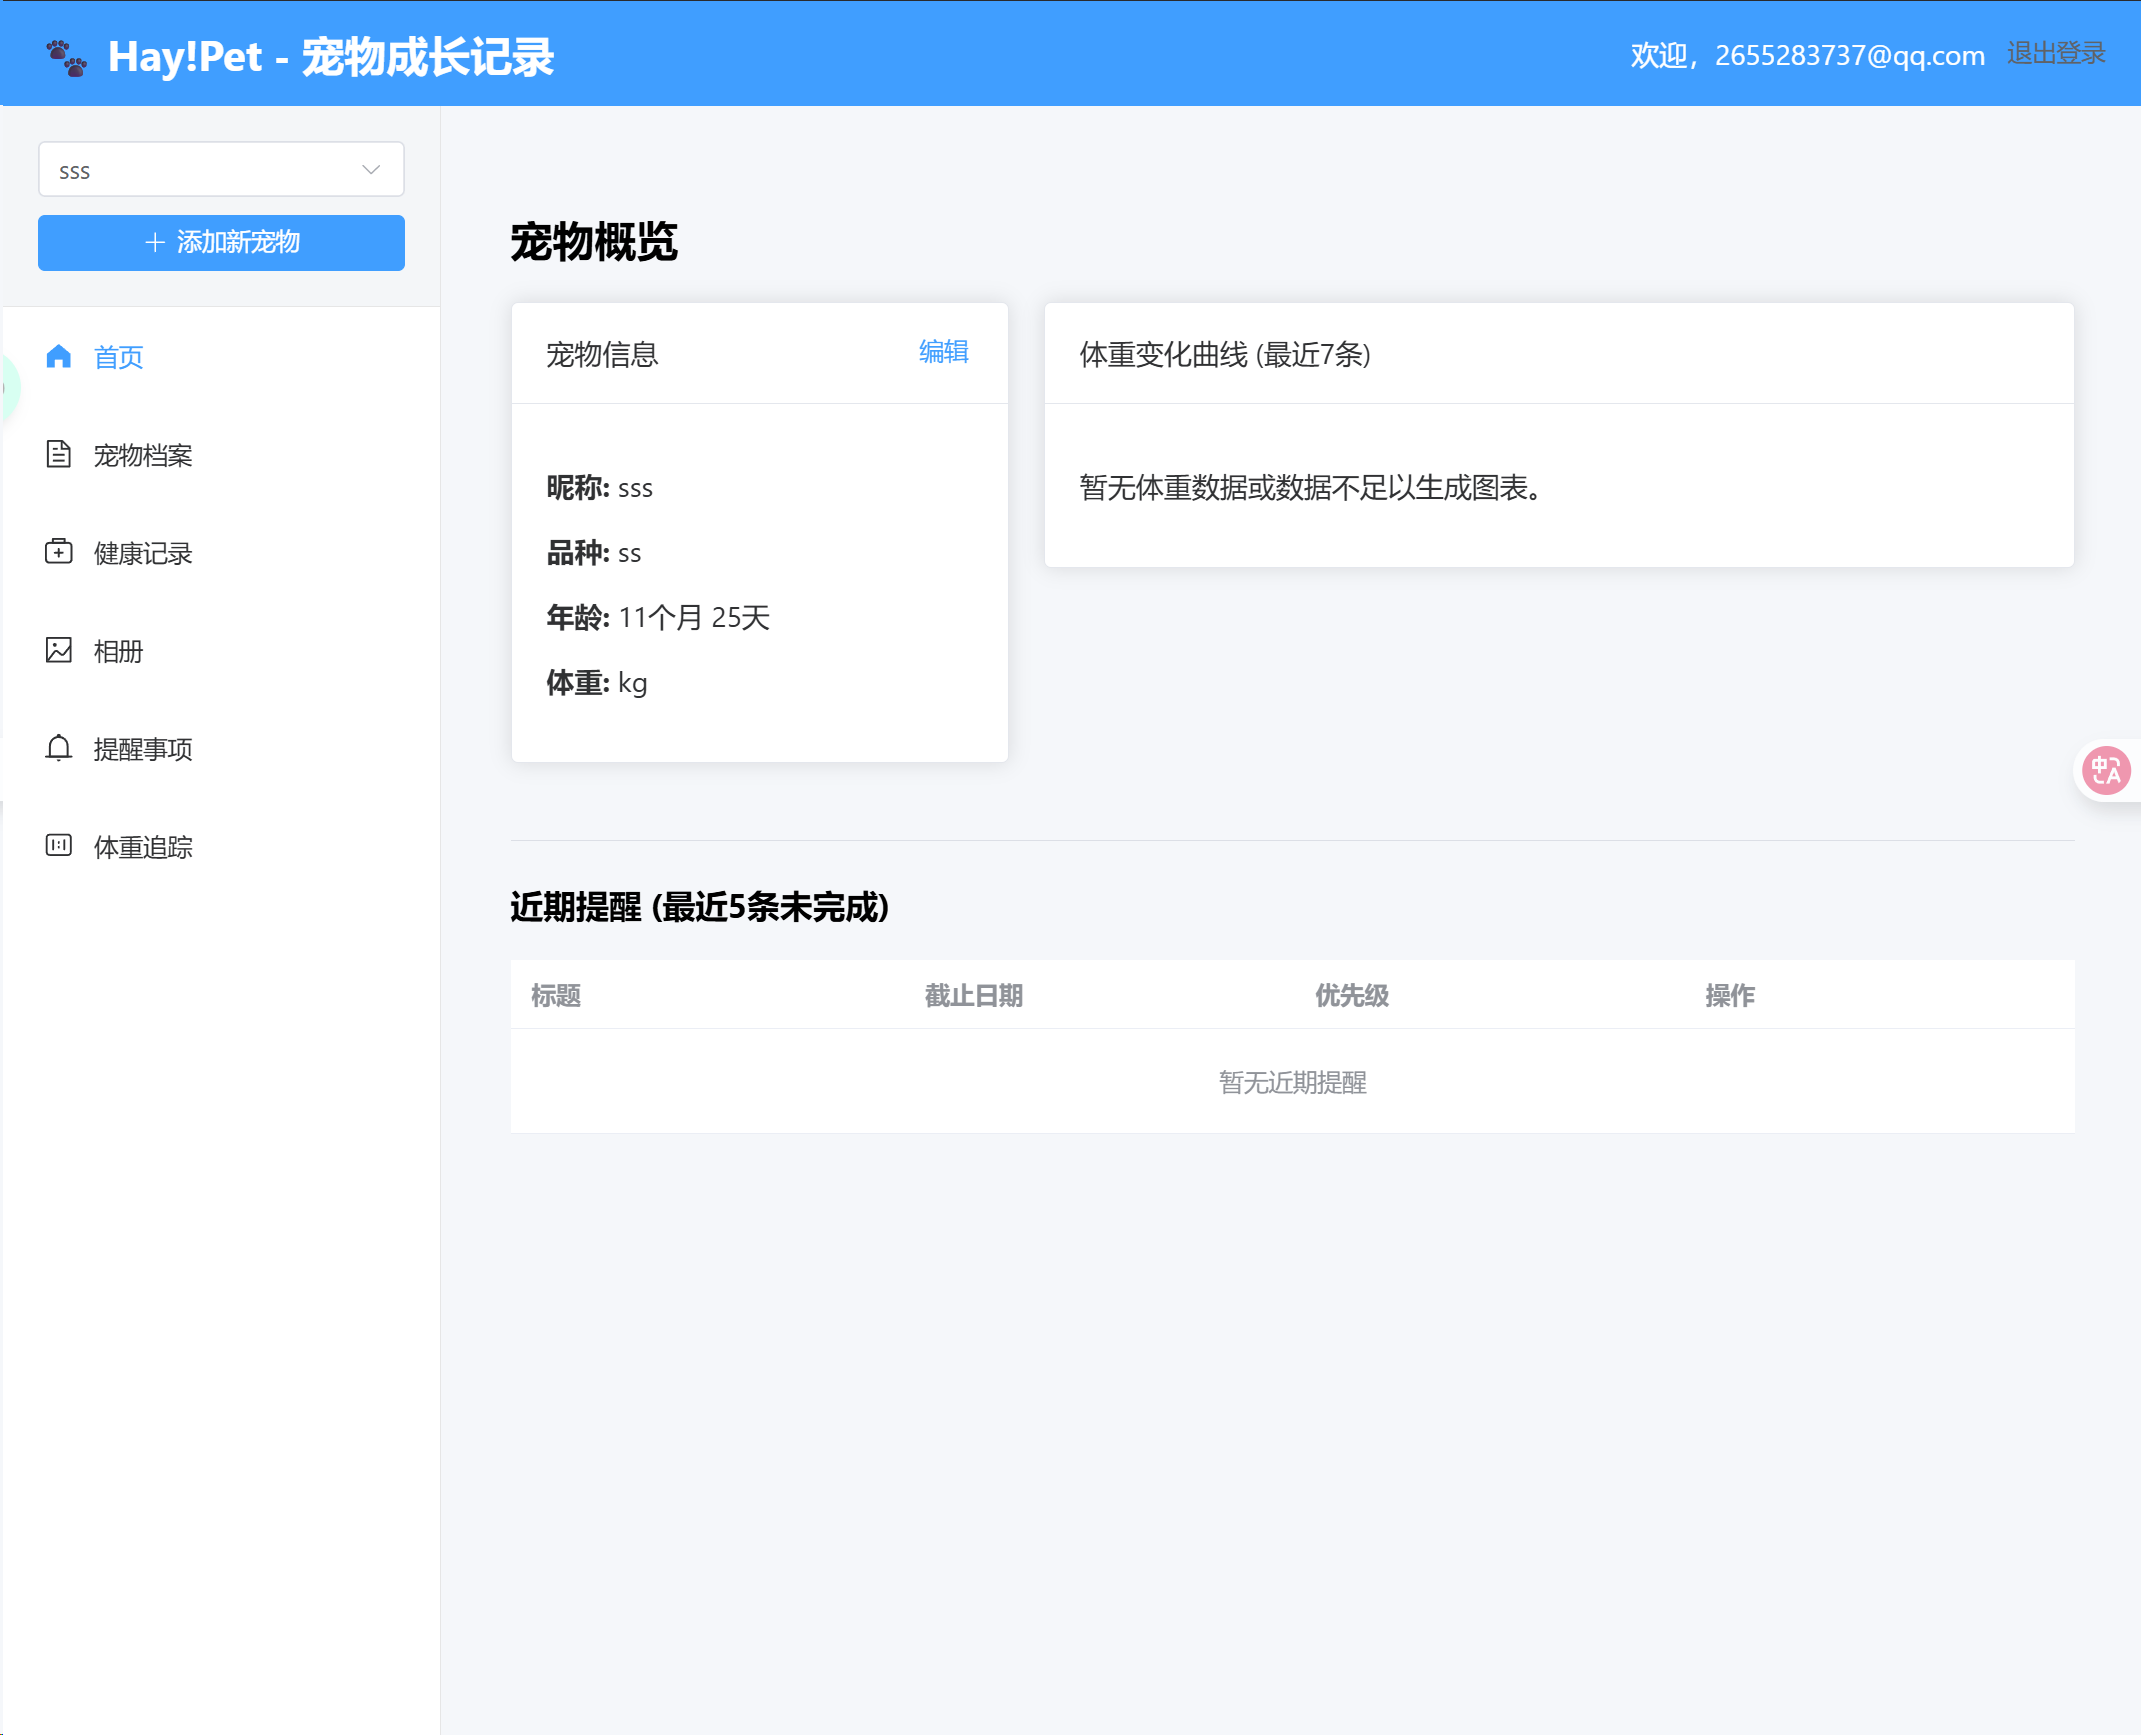 Hay!Pet - 宠物成长记录
欢迎，2655283737@qq.com 退出登录
sss
添加新宠物
首页
宠物档案
健康记录
相册
提醒事项
体重追踪
宠物概览
宠物信息 编辑
昵称: sss
品种: ss
年龄: 11个月 25天
体重: kg
体重变化曲线 (最近7条)
暂无体重数据或数据不足以生成图表。
近期提醒 (最近5条未完成)
标题 截止日期 优先级 操作
暂无近期提醒
中A